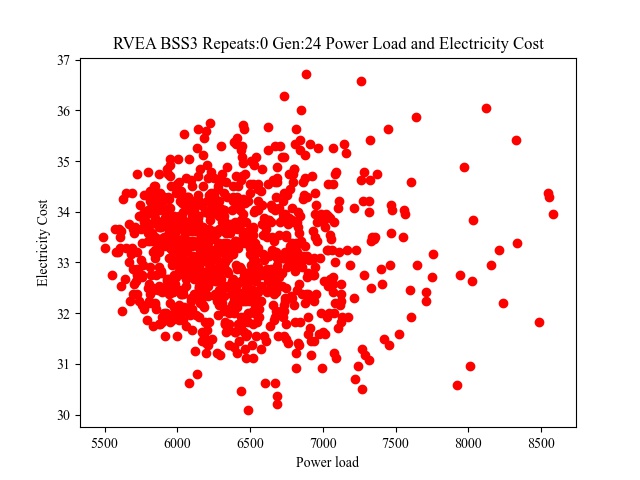 RVEA BSS3 Repeats:0 Gen:24 Power Load and Electricity Cost
37
36
35
34
33
32
31
30
Electricity Cost
5500 6000 6500 7000 7500 8000 8500
Power load